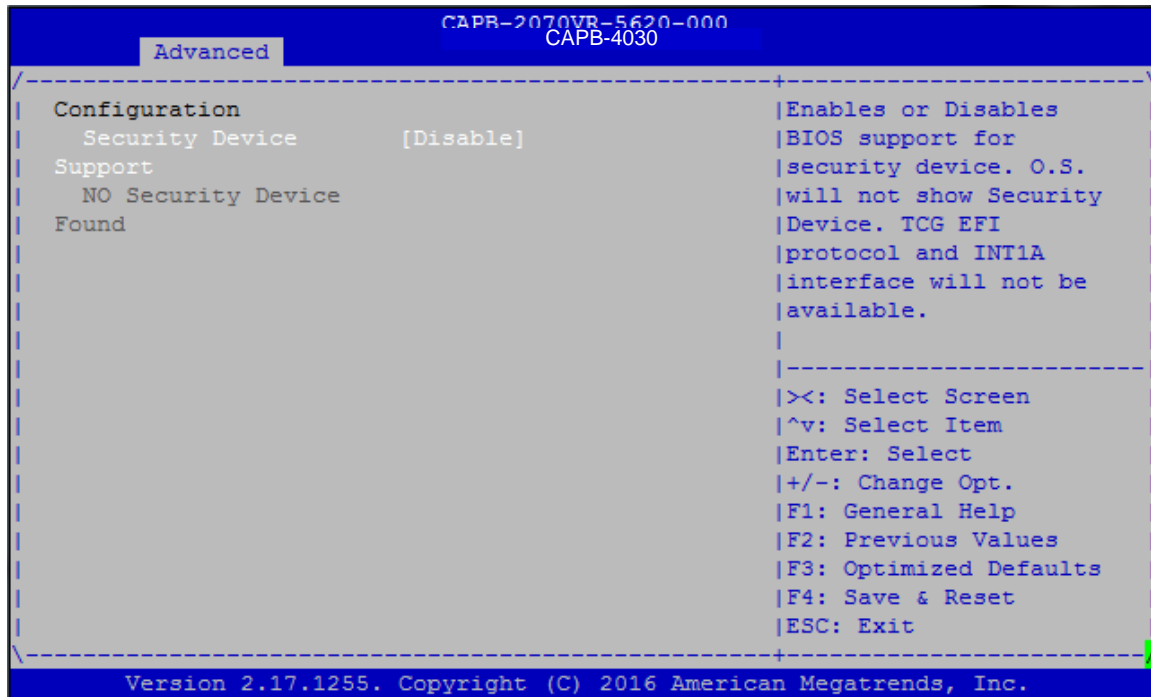 CAPB-2070VR-5620-000
CAPB-4030
Advanced
/----------------------------------------------------+-------------------------\
Configuration |Enables or Disables
Security Device [Disable] |BIOS support for
Support |security device. O.S.
NO Security Device |will not show Security
Found |Device. TCG EFI
|protocol and INT1A
|interface will not be
|available.
|-------------------------
|><: Select Screen
|^v: Select Item
|Enter: Select
|+/-: Change Opt.
|F1: General Help
|F2: Previous Values
|F3: Optimized Defaults
|F4: Save & Reset
|ESC: Exit
\----------------------------------------------------+-------------------------/
Version 2.17.1255. Copyright (C) 2016 American Megatrends, Inc.